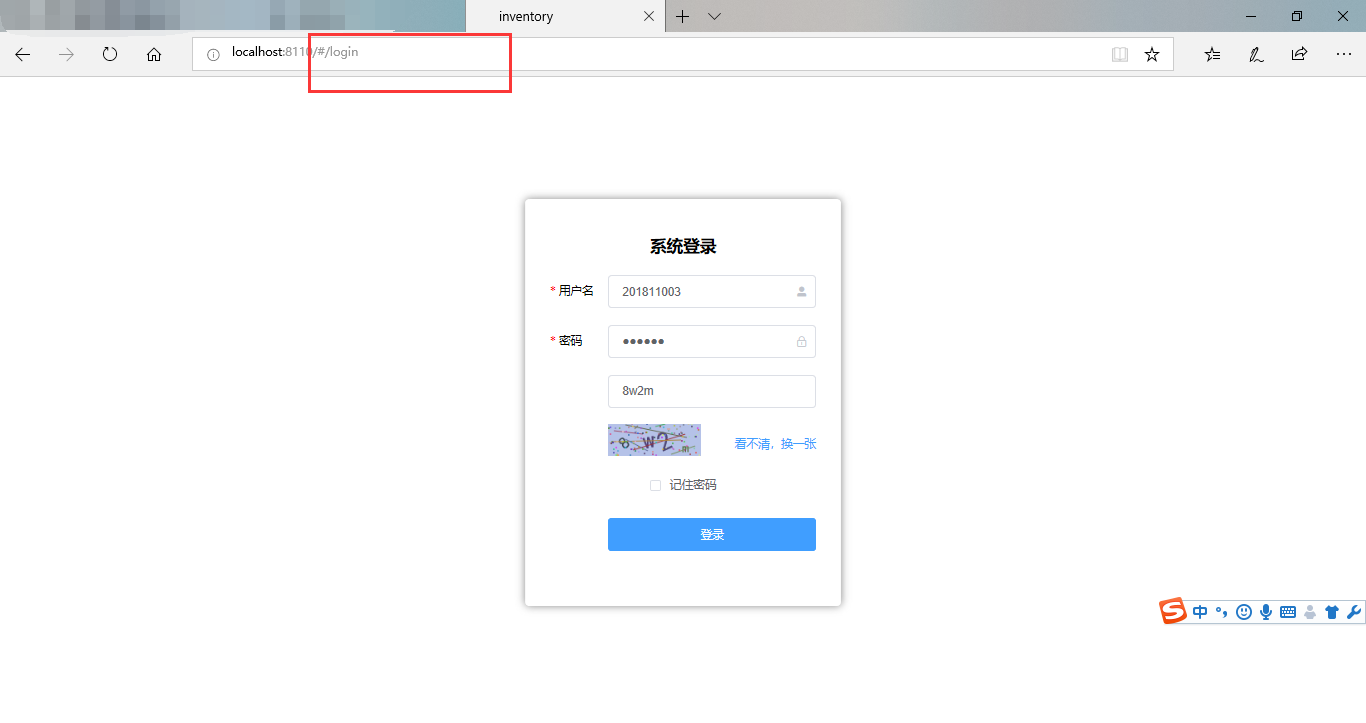 inventory
localhost:8110/#/login
系统登录
* 用户名 201811003
* 密码 ●●●●●●
8w2m
8 w 2 m 看不清，换一张
记住密码
登录
S 中 °,